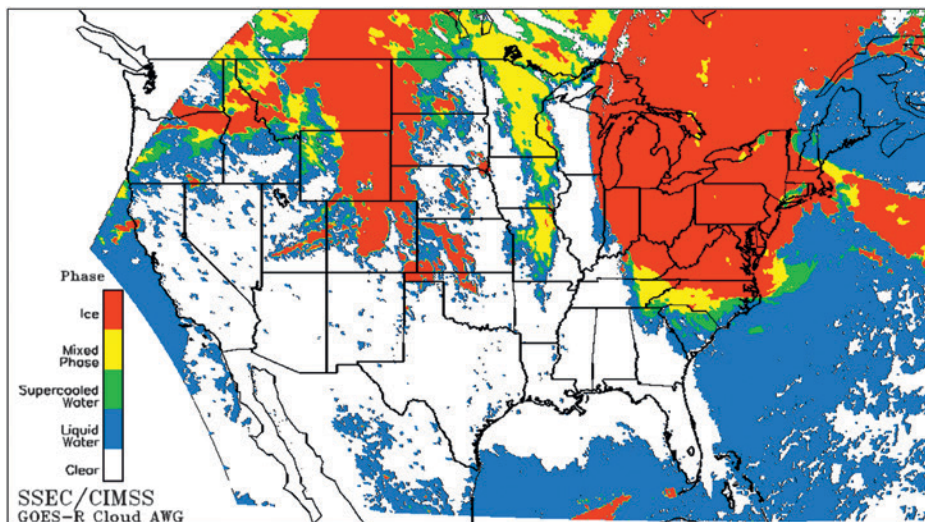 Phase
Ice
Mixed
Phase
Supercooled
Water
Liquid
Water
Clear
SSEC/CIMSS
GOES-R Cloud AWG